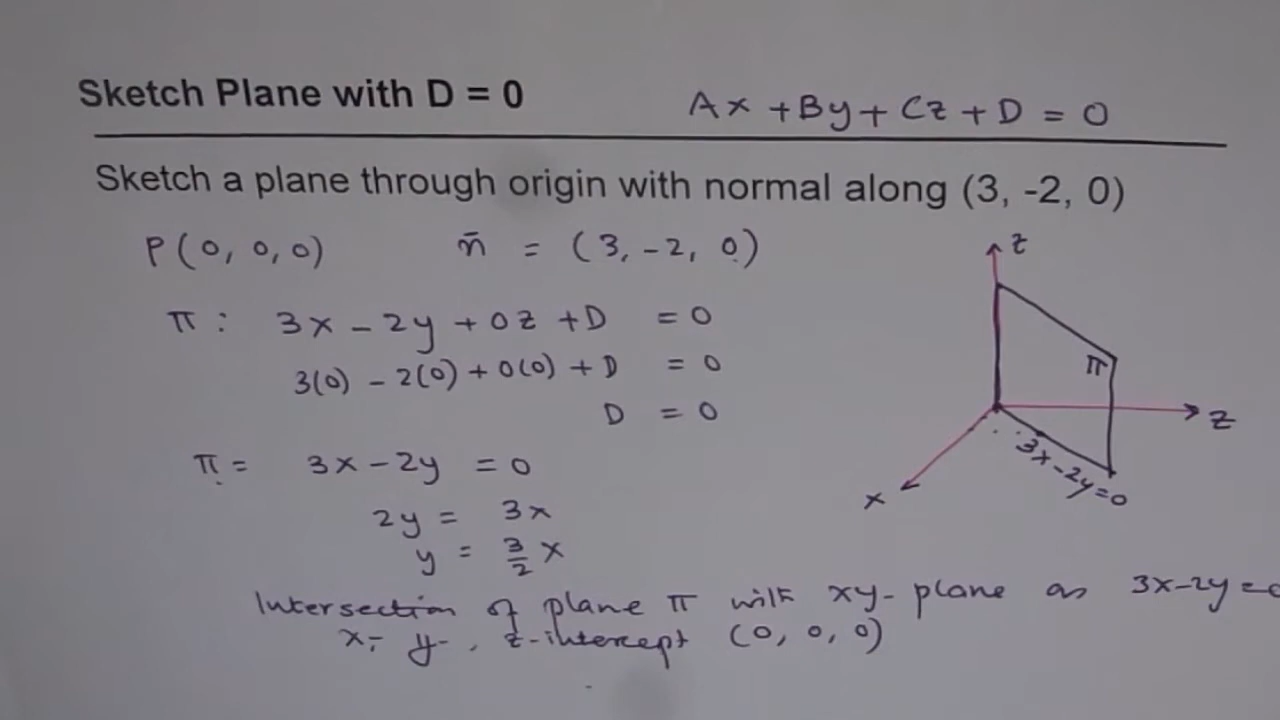 Sketch Plane with D = 0
Ax + By + Cz + D = 0
Sketch a plane through origin with normal along (3, -2, 0)
P(0, 0, 0)
n̄ = (3, -2, 0)
π: 3x - 2y + 0z + D = 0
3(0) - 2(0) + 0(0) + D = 0
D = 0
π = 3x - 2y = 0
2y = 3x
y = 3/2 x
Intersection of plane π with xy-plane as 3x-2y=0
x-, y-, z-intercept (0, 0, 0)
z
π
z
x
3x-2y=0